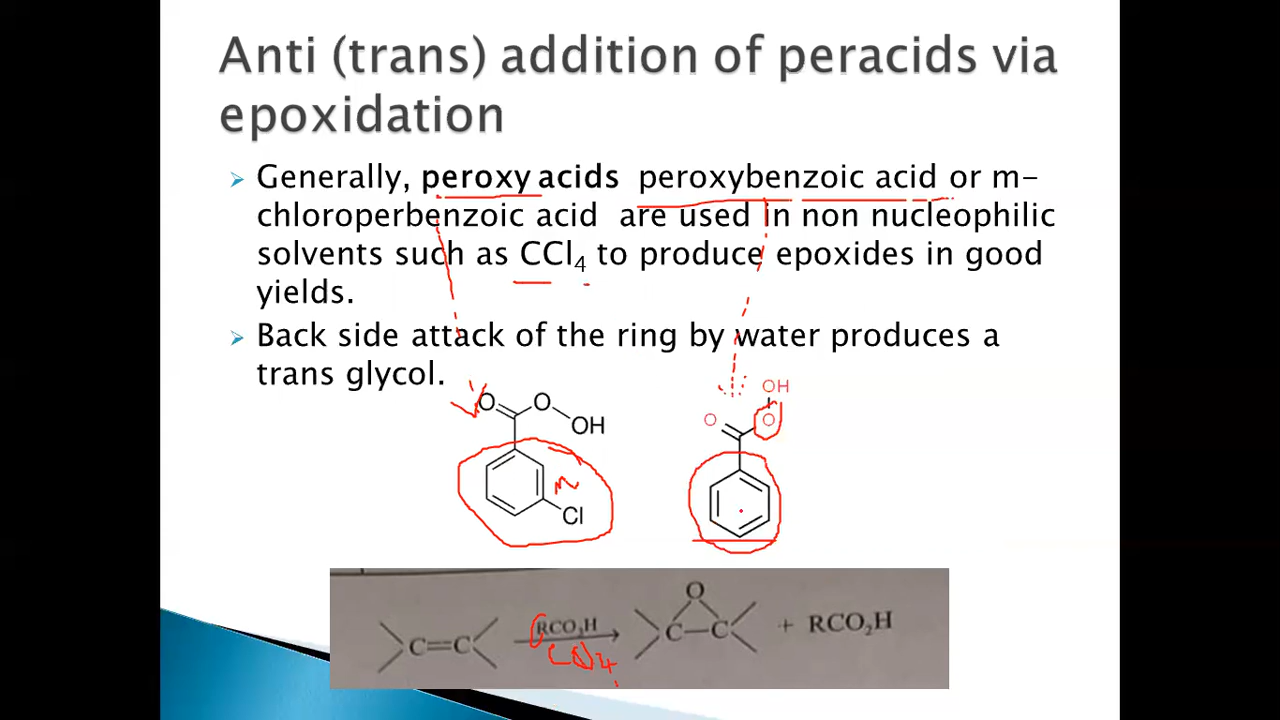 Anti (trans) addition of peracids via
epoxidation
Generally, peroxy acids peroxybenzoic acid or m-
chloroperbenzoic acid are used in non nucleophilic
solvents such as CCl4 to produce epoxides in good
yields.
Back side attack of the ring by water produces a
trans glycol.
O O OH
m
Cl
OH
O O
C=C RCO3H O C—C + RCO2H
CCl4